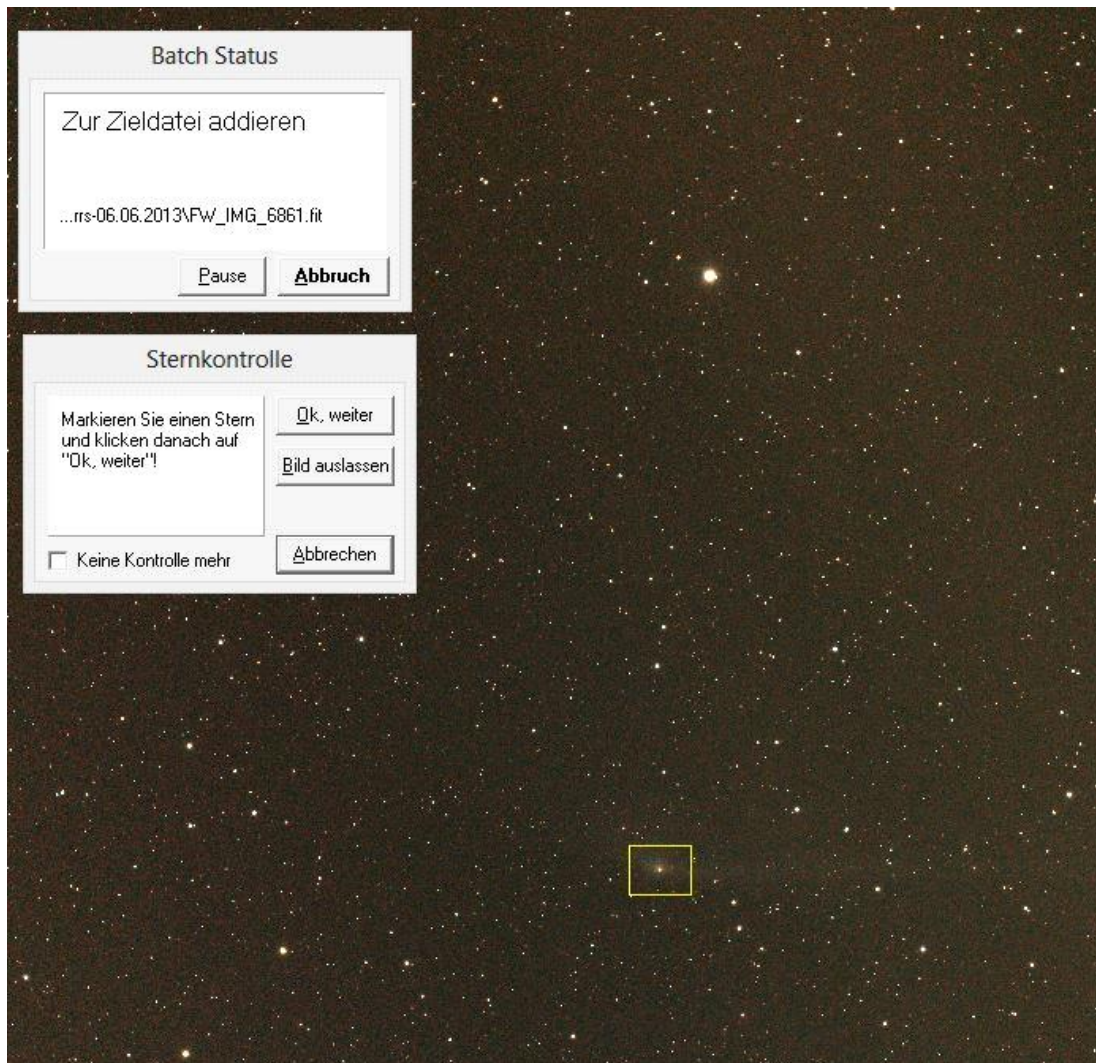 Batch Status
Zur Zieldatei addieren
...rrs-06.06.2013\FW_IMG_6861.fit
Pause
Abbruch
Sternkontrolle
Markieren Sie einen Stern
und klicken danach auf
"Ok, weiter"!
Ok, weiter
Bild auslassen
Keine Kontrolle mehr
Abbrechen